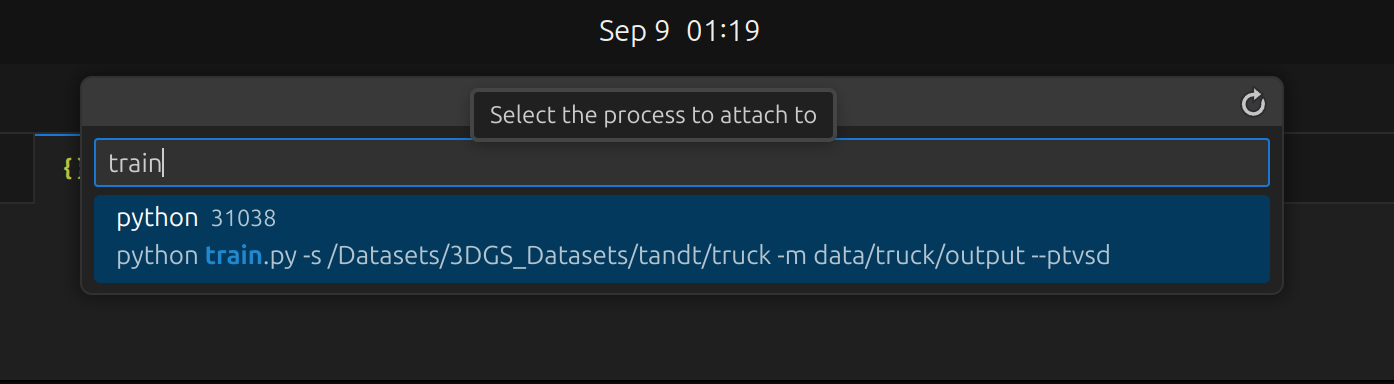 Sep 9 01:19
Select the process to attach to
train
{}
python 31038
python train.py -s /Datasets/3DGS_Datasets/tandt/truck -m data/truck/output --ptvsd